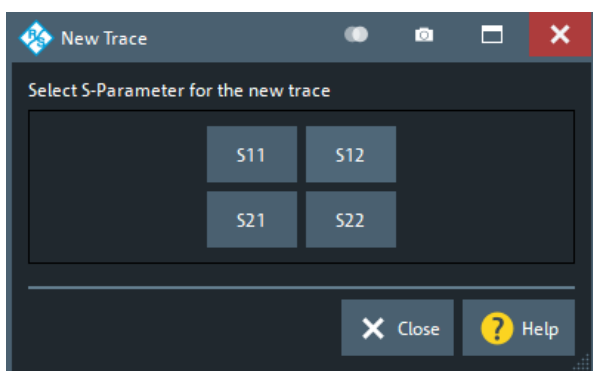 New Trace
Select S-Parameter for the new trace
S11 S12
S21 S22
Close ? Help